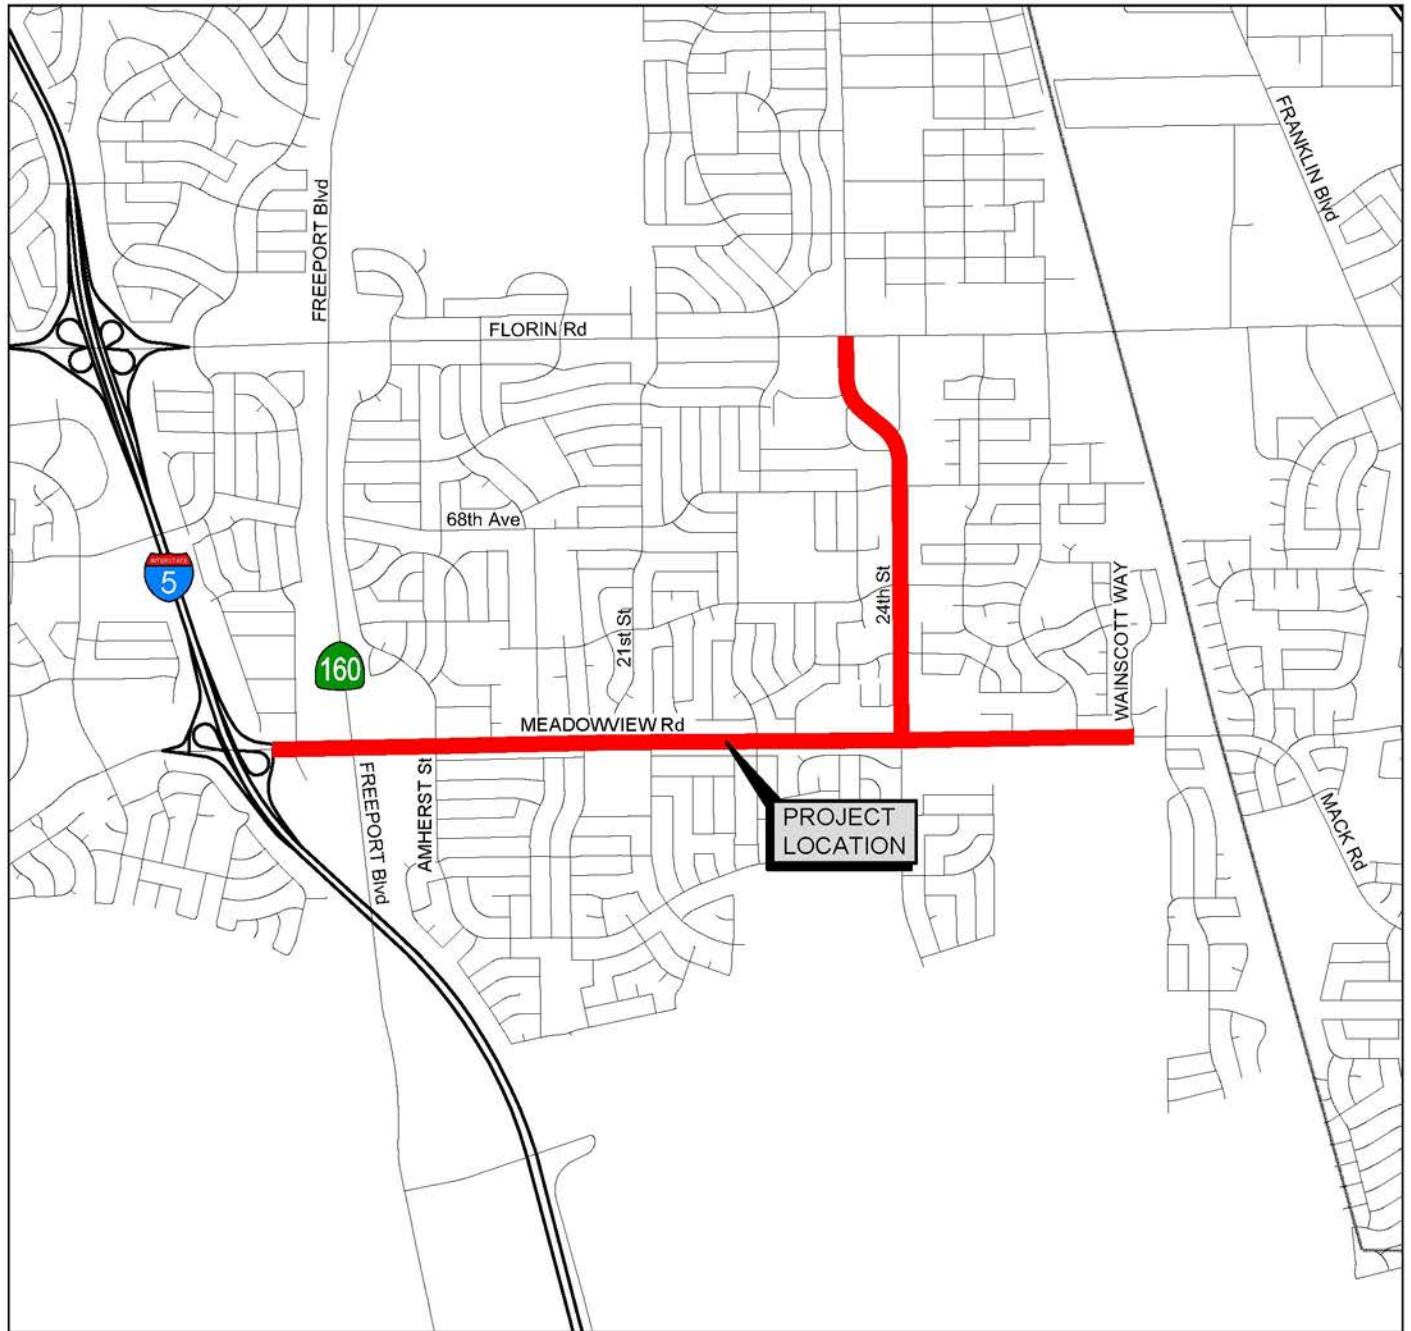 FRANKLIN Blvd
FREEPORT Blvd
FLORIN Rd
68th Ave
INTERSTATE
5
24th St
WAINSCOTT WAY
21st St
160
MEADOWVIEW Rd
FREEPORT Blvd
AMHERST St
PROJECT
LOCATION
MACK Rd